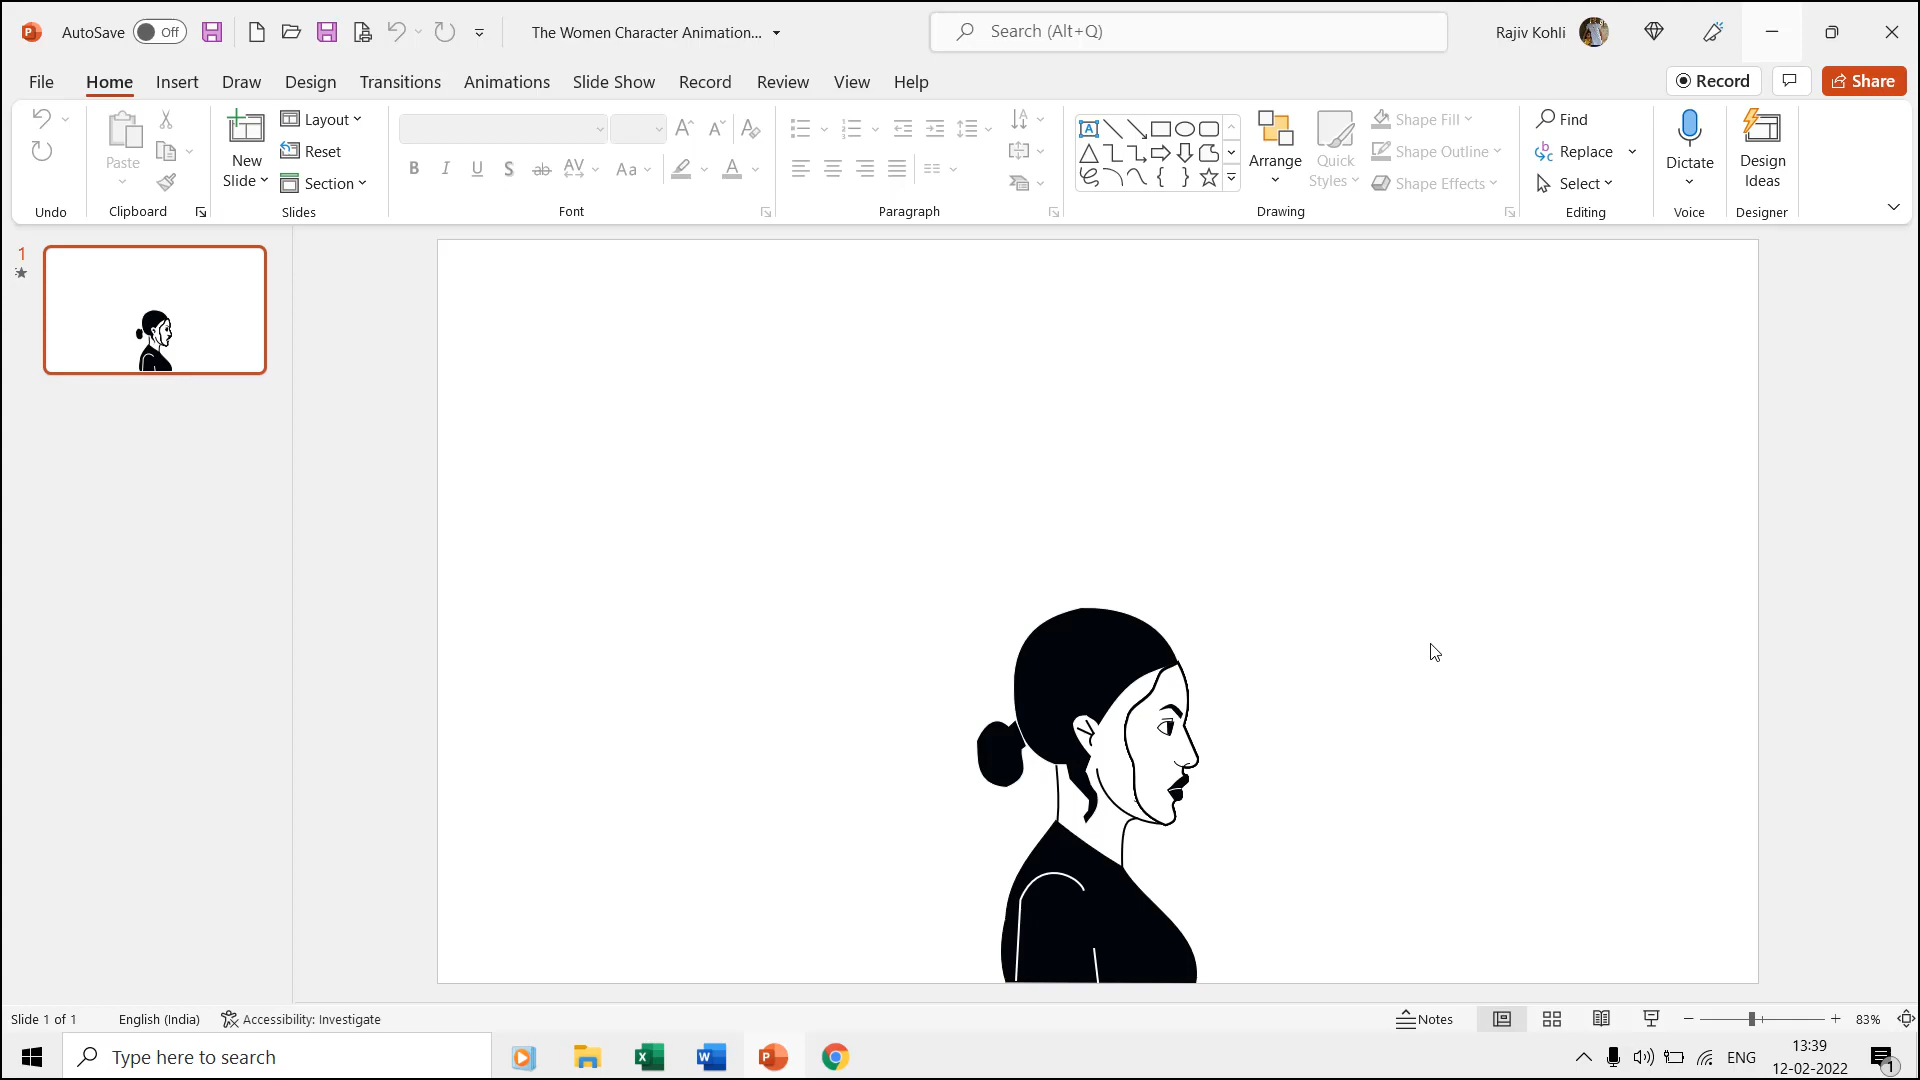 AutoSave Off The Women Character Animation... Search (Alt+Q) Rajiv Kohli
File Home Insert Draw Design Transitions Animations Slide Show Record Review View Help Record Share
Paste
New Slide
Layout
Reset
Section
B I U S ab AV Aa A
Arrange
Quick Styles
Shape Fill
Shape Outline
Shape Effects
Find
Replace
Select
Dictate
Design Ideas
Undo Clipboard Slides Font Paragraph Drawing Editing Voice Designer
1
Slide 1 of 1 English (India) Accessibility: Investigate Notes 83%
Type here to search ENG 13:39
12-02-2022 1